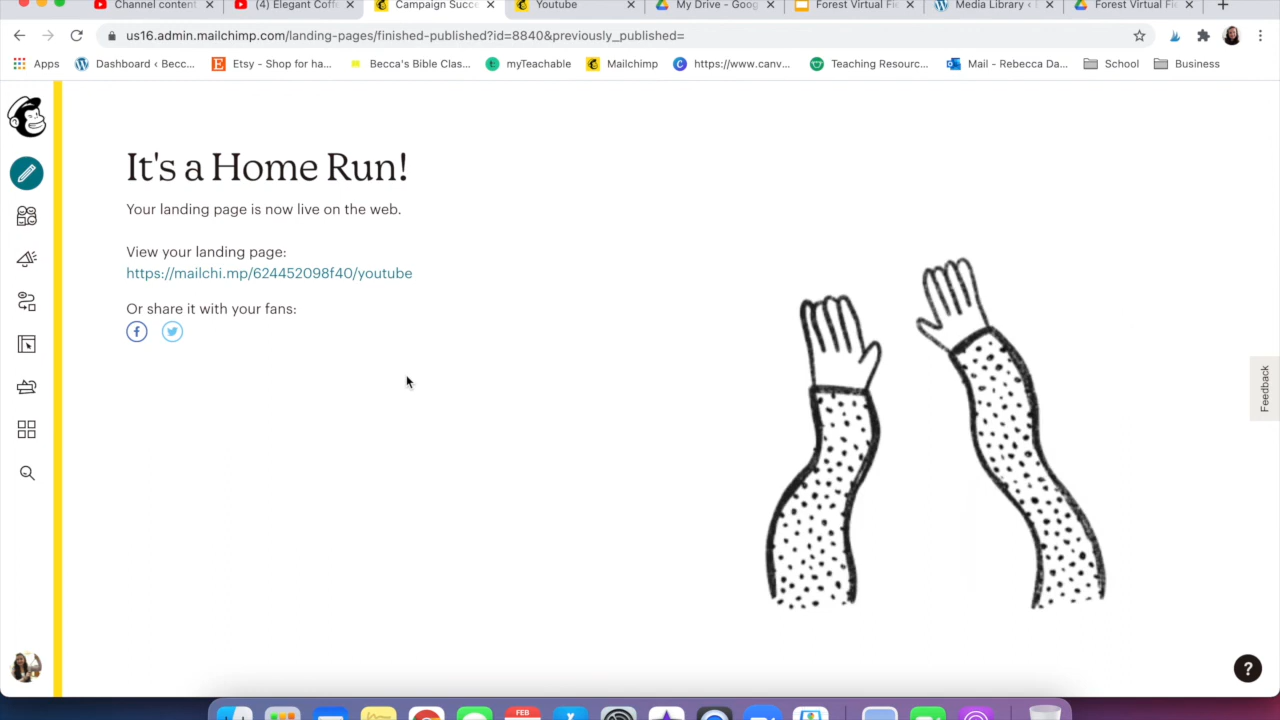 Channel content
(4) Elegant Coff
Campaign Succ
Youtube
My Drive - Goog
Forest Virtual Fi
Media Library ‹
Forest Virtual Fi
us16.admin.mailchimp.com/landing-pages/finished-published?id=8840&previously_published=
Apps
Dashboard ‹ Becc...
Etsy - Shop for ha...
Becca's Bible Clas...
myTeachable
Mailchimp
https://www.canv...
Teaching Resourc...
Mail - Rebecca Da...
School
Business
It's a Home Run!
Your landing page is now live on the web.
View your landing page:
https://mailchi.mp/624452098f40/youtube
Or share it with your fans:
Feedback
?
FEB